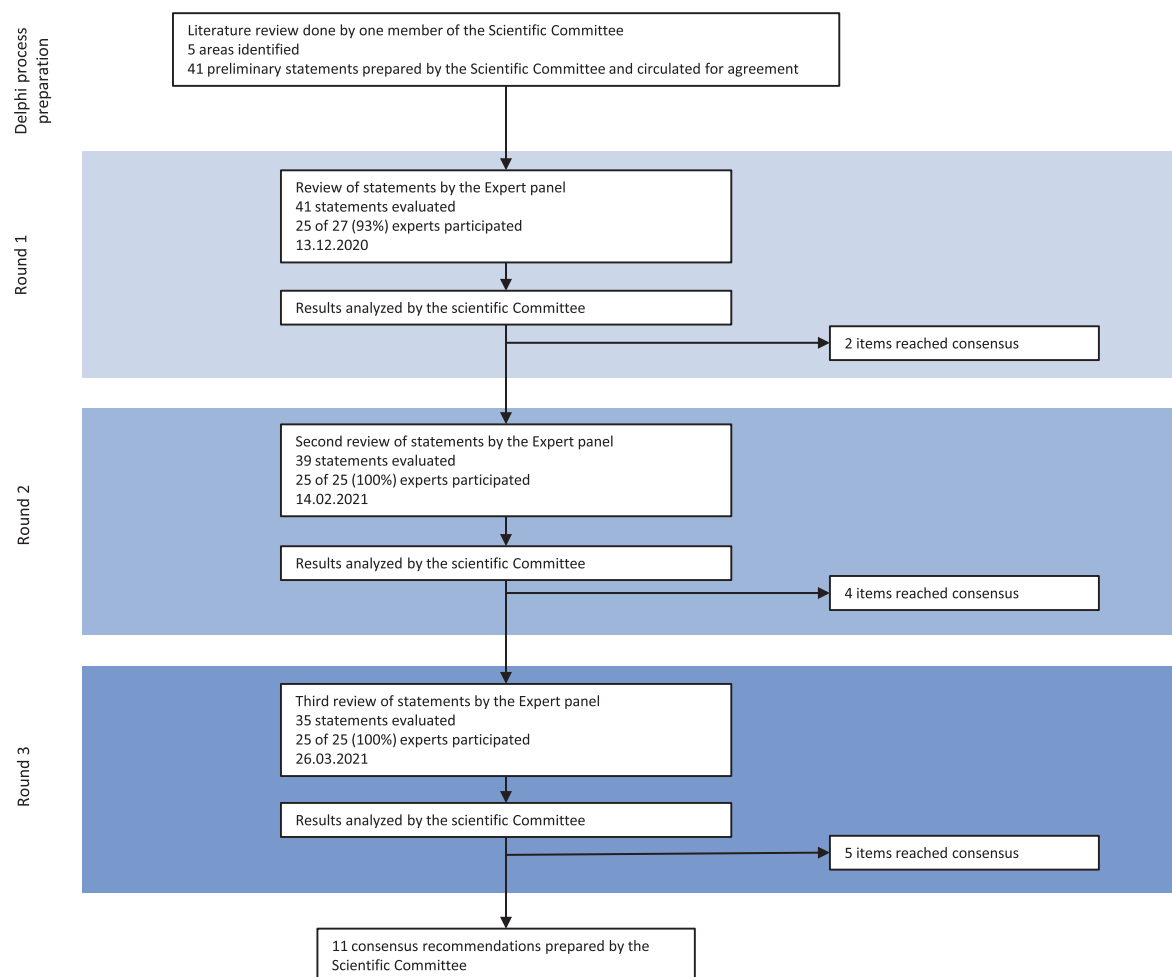 Delphi process
preparation
Literature review done by one member of the Scientific Committee
5 areas identified
41 preliminary statements prepared by the Scientific Committee and circulated for agreement
Round 1
Review of statements by the Expert panel
41 statements evaluated
25 of 27 (93%) experts participated
13.12.2020
Results analyzed by the scientific Committee
2 items reached consensus
Round 2
Second review of statements by the Expert panel
39 statements evaluated
25 of 25 (100%) experts participated
14.02.2021
Results analyzed by the scientific Committee
4 items reached consensus
Round 3
Third review of statements by the Expert panel
35 statements evaluated
25 of 25 (100%) experts participated
26.03.2021
Results analyzed by the scientific Committee
5 items reached consensus
11 consensus recommendations prepared by the
Scientific Committee